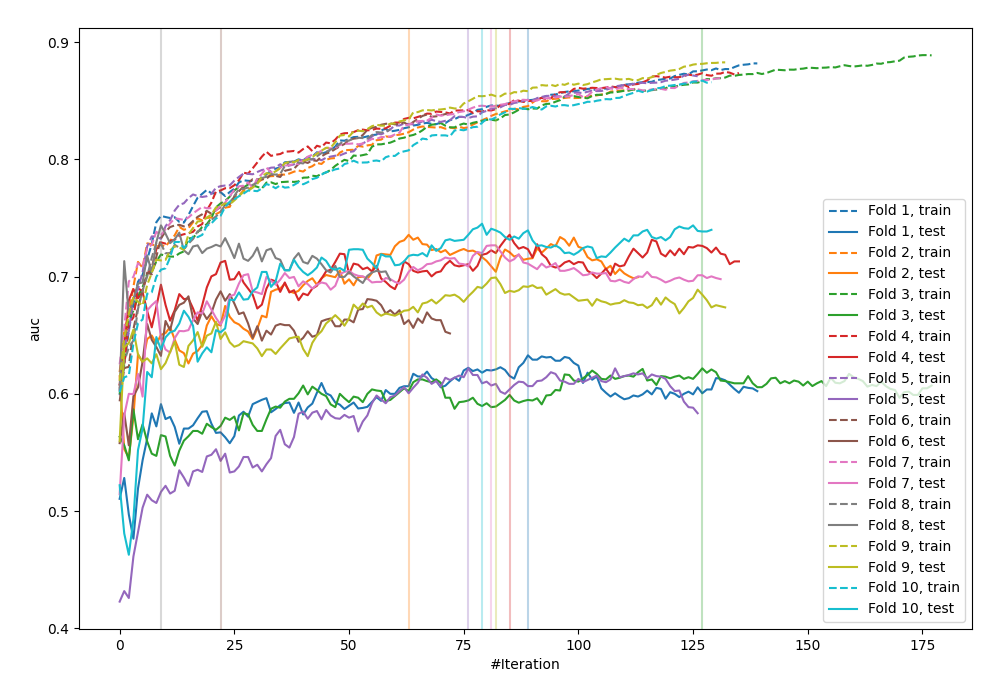 0.9
0.8
0.7
0.6
0.5
0.4
auc
0 25 50 75 100 125 150 175
#Iteration
Fold 1, train
Fold 1, test
Fold 2, train
Fold 2, test
Fold 3, train
Fold 3, test
Fold 4, train
Fold 4, test
Fold 5, train
Fold 5, test
Fold 6, train
Fold 6, test
Fold 7, train
Fold 7, test
Fold 8, train
Fold 8, test
Fold 9, train
Fold 9, test
Fold 10, train
Fold 10, test